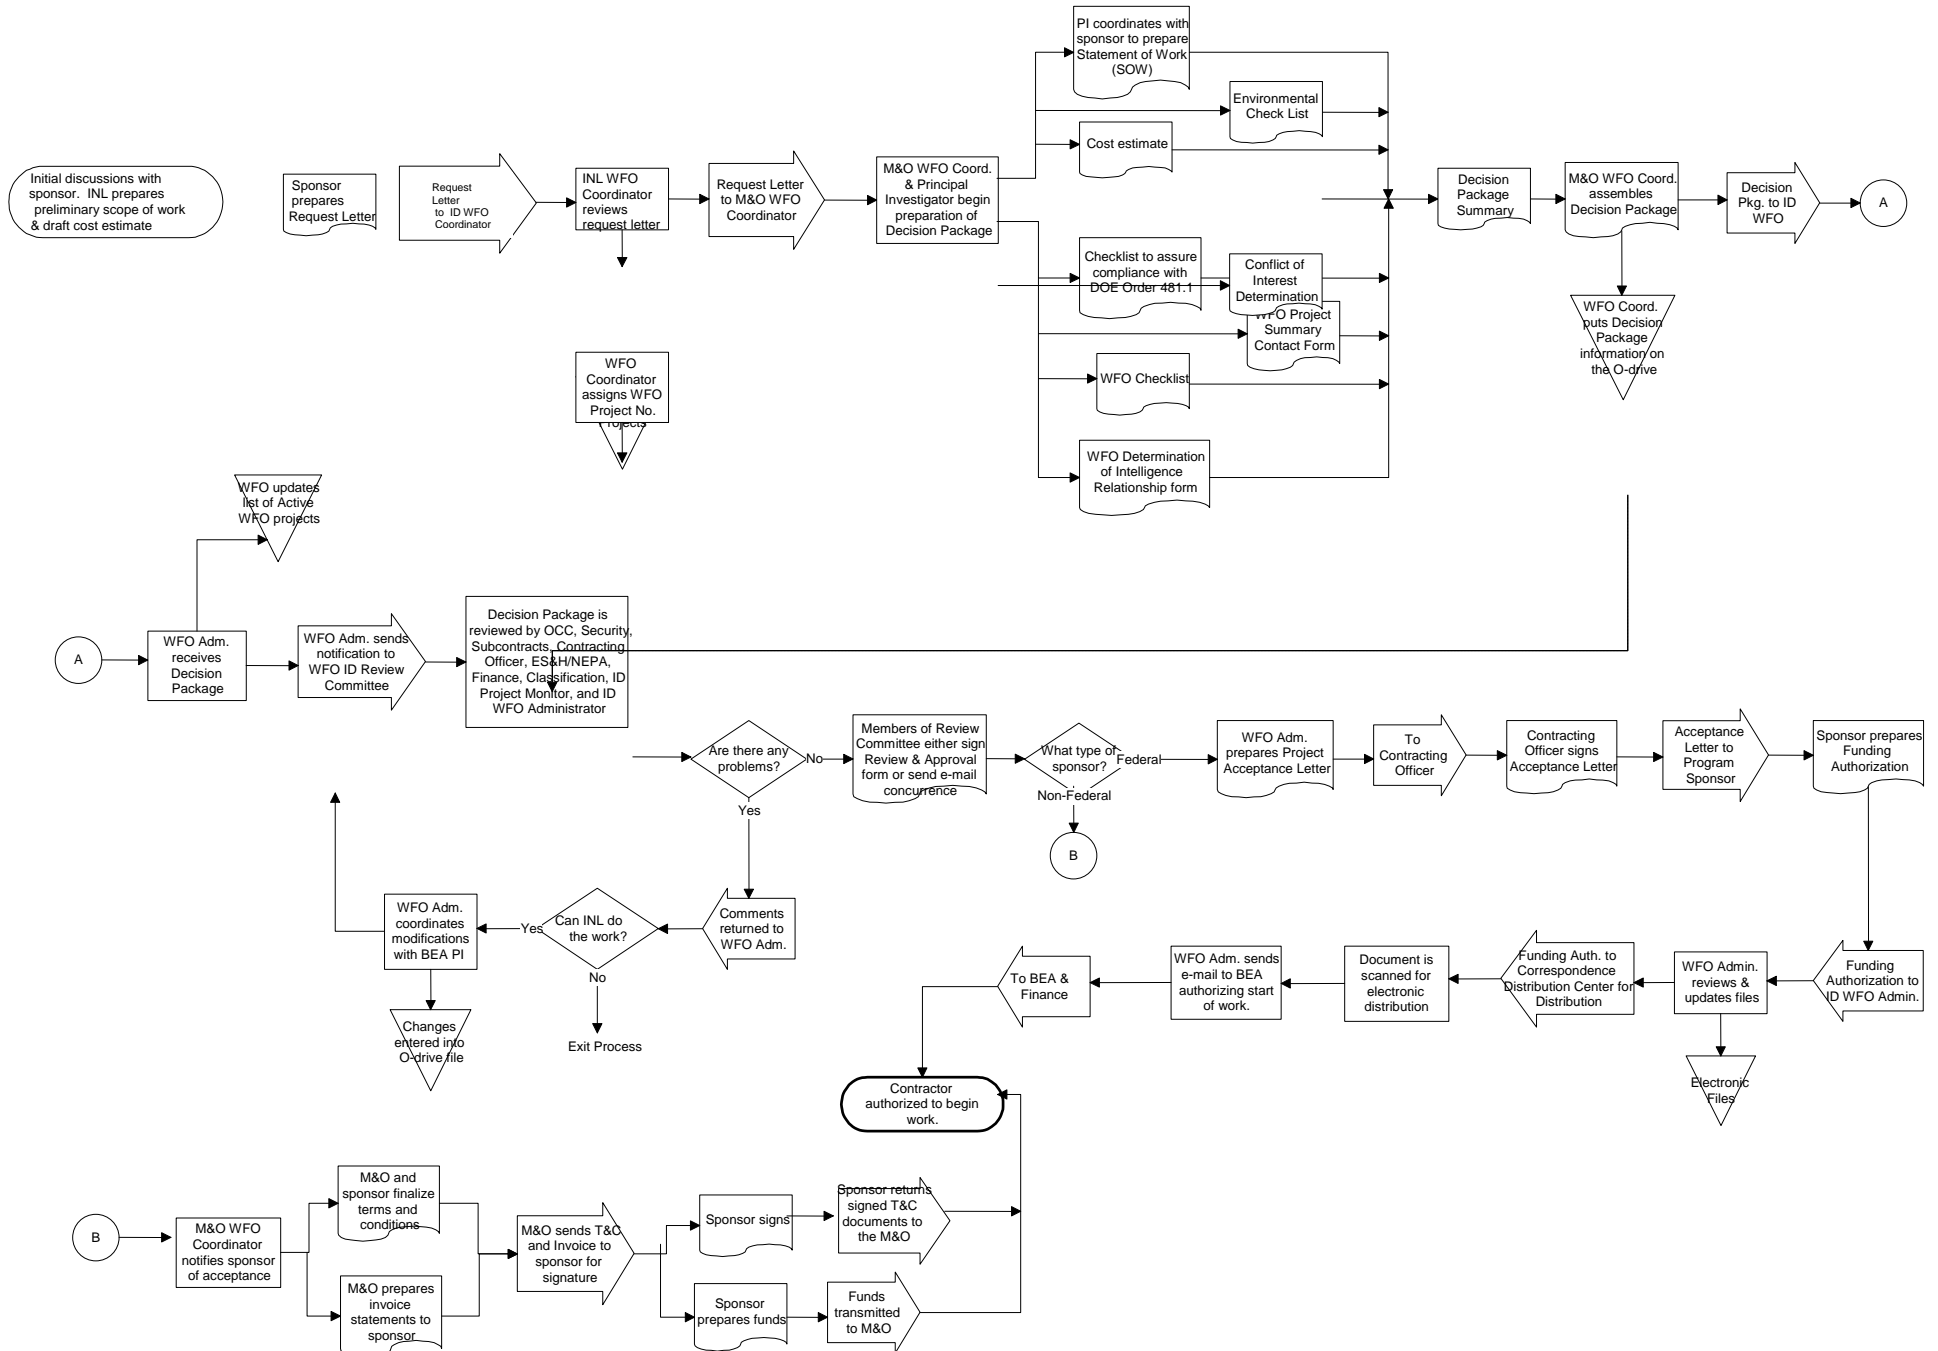 Initial discussions with
sponsor. INL prepares
preliminary scope of work
& draft cost estimate
Sponsor
prepares
Request Letter
Request
Letter
to ID WFO
Coordinator
INL WFO
Coordinator
reviews
request letter
Request Letter
to M&O WFO
Coordinator
M&O WFO Coord.
& Principal
Investigator begin
preparation of
Decision Package
PI coordinates with
sponsor to prepare
Statement of Work
(SOW)
Environmental
Check List
Cost estimate
Checklist to assure
compliance with
DOE Order 481.1
Conflict of
Interest
Determination
WFO Project
Summary
Contact Form
WFO Checklist
WFO Determination
of Intelligence
Relationship form
Decision
Package
Summary
M&O WFO Coord.
assembles
Decision Package
Decision
Pkg. to ID
WFO
A
WFO Coord.
puts Decision
Package
information on
the O-drive
WFO
Coordinator
assigns WFO
Project No.
WFO updates
list of Active
WFO projects
A
WFO Adm.
receives
Decision
Package
WFO Adm. sends
notification to
WFO ID Review
Committee
Decision Package is
reviewed by OCC, Security,
Subcontracts, Contracting
Officer, ES&H/NEPA,
Finance, Classification, ID
Project Monitor, and ID
WFO Administrator
Are there any
problems?
No
Yes
Members of Review
Committee either sign
Review & Approval
form or send e-mail
concurrence
What type of
sponsor?
Federal
Non-Federal
B
WFO Adm.
prepares Project
Acceptance Letter
To
Contracting
Officer
Contracting
Officer signs
Acceptance Letter
Acceptance
Letter to
Program
Sponsor
Sponsor prepares
Funding
Authorization
WFO Adm.
coordinates
modifications
with BEA PI
Yes
Can INL do
the work?
No
Exit Process
Comments
returned to
WFO Adm.
Changes
entered into
O-drive file
To BEA &
Finance
WFO Adm. sends
e-mail to BEA
authorizing start
of work.
Document is
scanned for
electronic
distribution
Funding Auth. to
Correspondence
Distribution Center for
Distribution
WFO Admin.
reviews &
updates files
Funding
Authorization to
ID WFO Admin.
Electronic
Files
Contractor
authorized to begin
work.
B
M&O WFO
Coordinator
notifies sponsor
of acceptance
M&O and
sponsor finalize
terms and
conditions
M&O prepares
invoice
statements to
sponsor
M&O sends T&C
and Invoice to
sponsor for
signature
Sponsor signs
Sponsor returns
signed T&C
documents to
the M&O
Sponsor
prepares funds
Funds
transmitted
to M&O